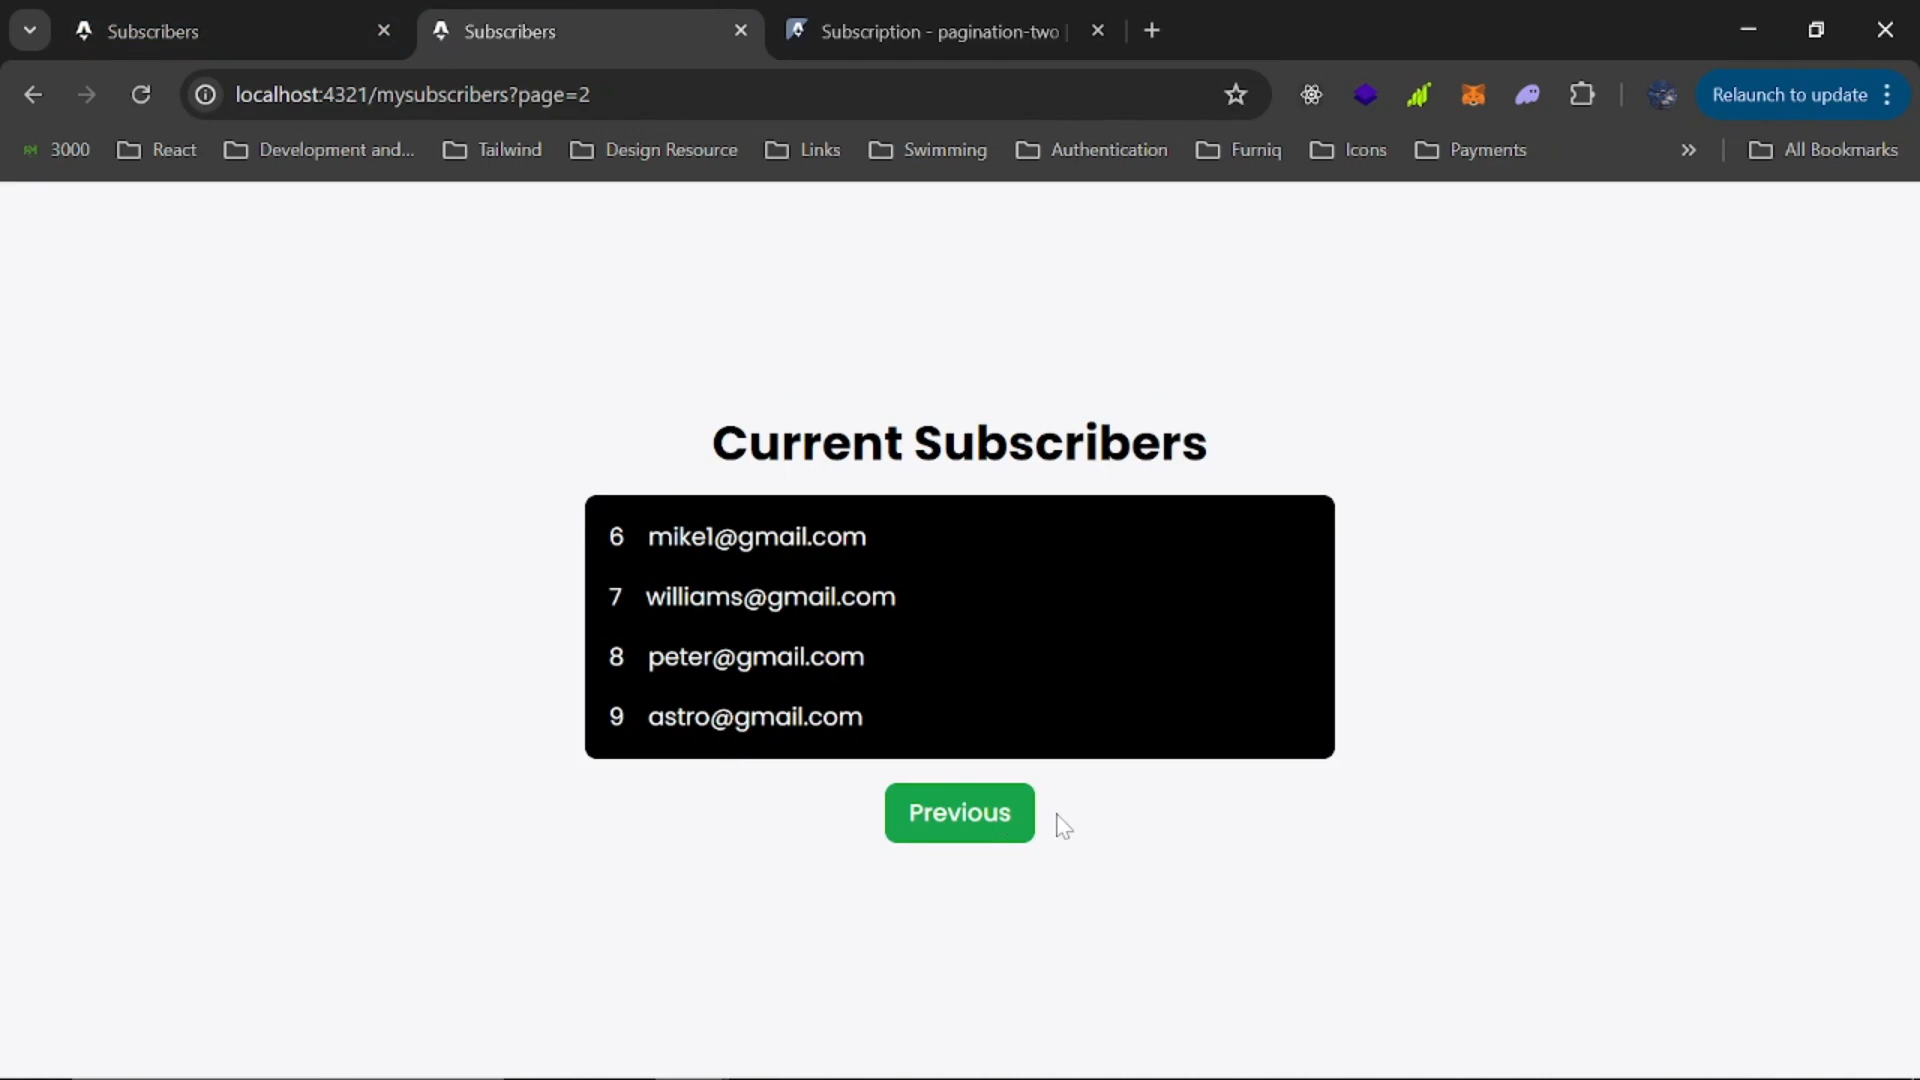 Subscribers
Subscribers
Subscription - pagination-two |
localhost:4321/mysubscribers?page=2
Relaunch to update
3000
React
Development and...
Tailwind
Design Resource
Links
Swimming
Authentication
Furniq
Icons
Payments
All Bookmarks
Current Subscribers
6 mike1@gmail.com
7 williams@gmail.com
8 peter@gmail.com
9 astro@gmail.com
Previous